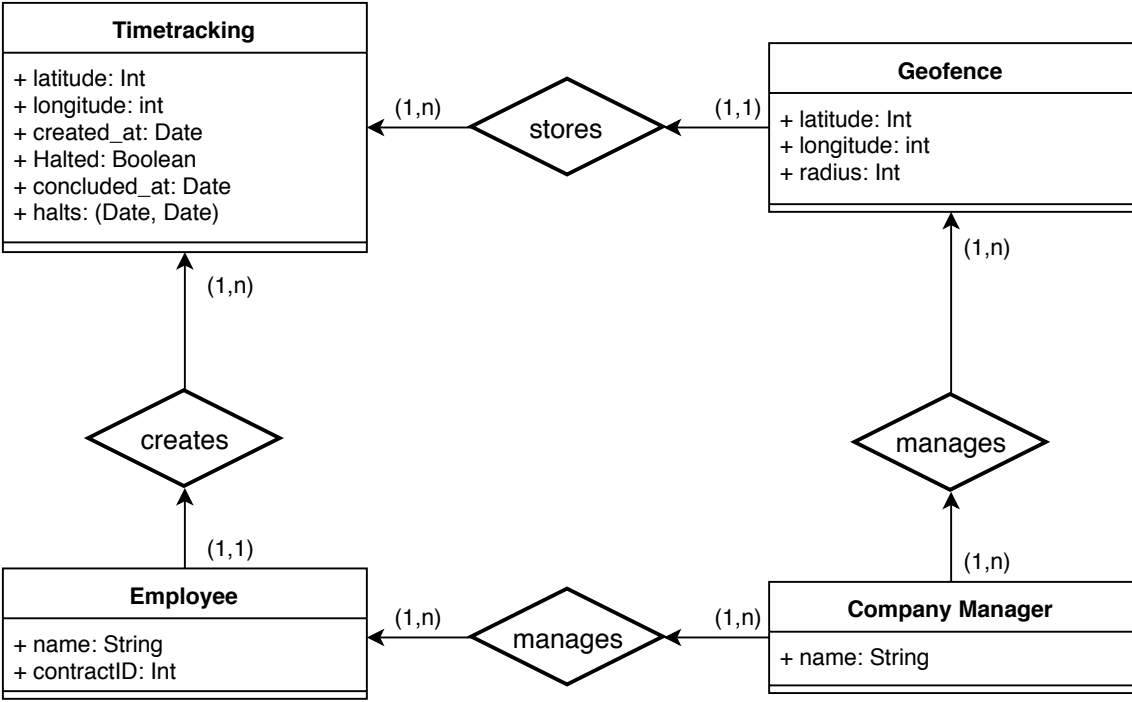 Timetracking
+ latitude: Int
+ longitude: int
+ created_at: Date
+ Halted: Boolean
+ concluded_at: Date
+ halts: (Date, Date)
(1,n)
stores
(1,1)
Geofence
+ latitude: Int
+ longitude: int
+ radius: Int
(1,n)
(1,n)
creates
manages
(1,1)
(1,n)
Employee
+ name: String
+ contractID: Int
(1,n)
manages
(1,n)
Company Manager
+ name: String